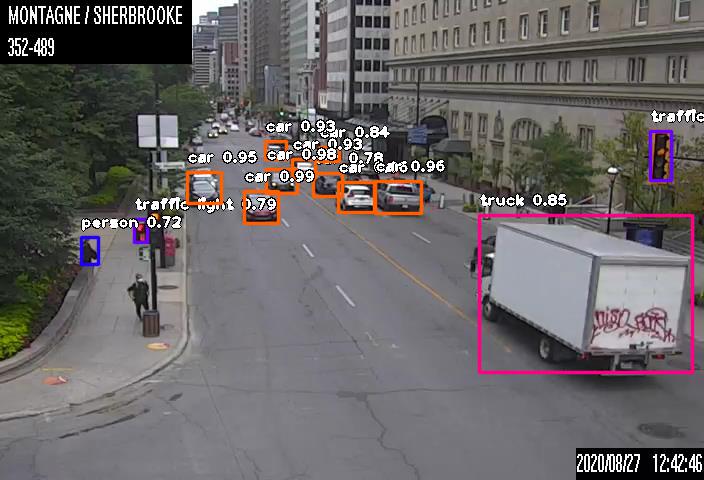 MONTAGNE / SHERBROOKE
352-489
car 0.93
car 0.84
car 0.93
car 0.95
car 0.98
0.78
car
0.96
car 0.99
traffic light 0.79
person 0.72
truck 0.85
traffic
2020/08/27 12:42:46